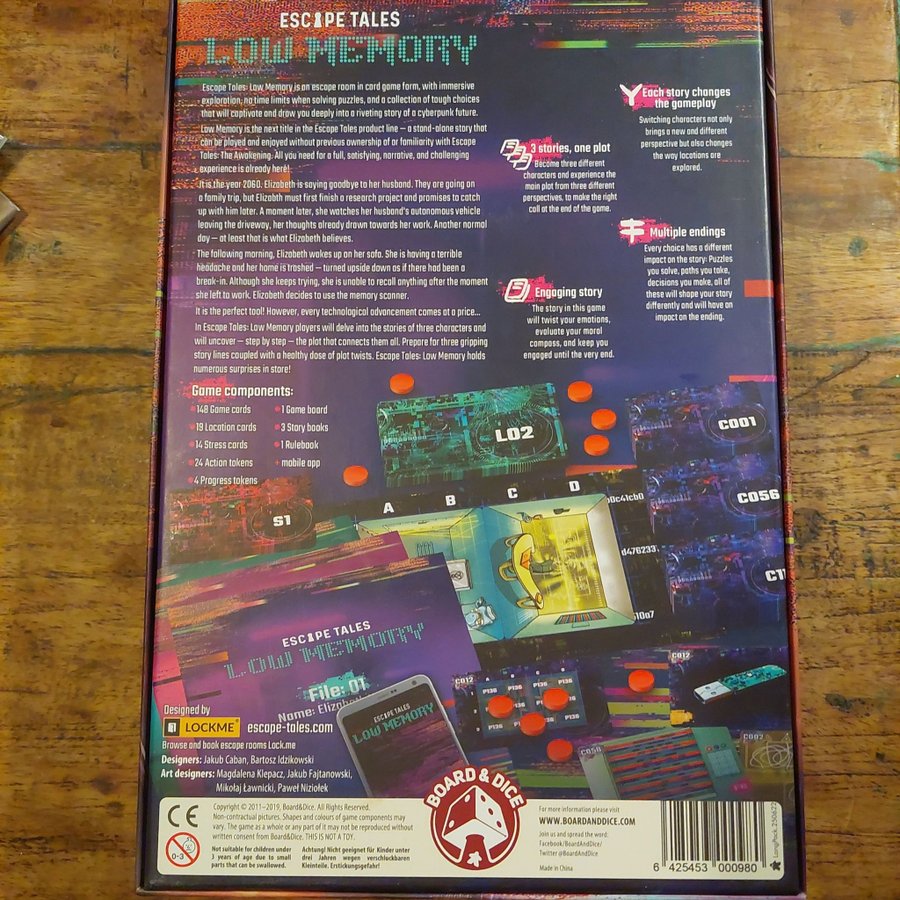 ESCAPE TALES
LOW MEMORY
Escape Tales: Low Memory is an escape room in card game form, with immersive
exploration, no time limits when solving puzzles, and a collection of tough choices
that will captivate and draw you deeply into a riveting story of a cyberpunk future.
Low Memory is the next title in the Escape Tales product line – a stand-alone story that
can be played and enjoyed without previous ownership of or familiarity with Escape
Tales: The Awakening. All you need for a full, satisfying, narrative, and challenging
experience is already here!
It is the year 2060. Elizabeth is saying goodbye to her husband. They are going on
a family trip, but Elizabth must first finish a research project and promises to catch
up with him later. A moment later, she watches her husband's autonomous vehicle
leaving the driveway, her thoughts already drawn towards her work. Another normal
day – at least that is what Elizabeth believes.
The following morning, Elizabeth wakes up on her sofa. She is having a terrible
headache and her home is trashed – turned upside down as if there had been a
break-in. Although she keeps trying, she is unable to recall anything after the moment
she left to work. Elizabeth decides to use the memory scanner.
It is the perfect tool! However, every technological advancement comes at a price...
In Escape Tales: Low Memory players will delve into the stories of three characters and
will uncover – step by step – the plot that connects them all. Prepare for three gripping
story lines coupled with a healthy dose of plot twists. Escape Tales: Low Memory holds
numerous surprises in store!
Each story changes
the gameplay
Switching characters not only
brings a new and different
perspective but also changes
the way locations are
explored.
3 stories, one plot
Become three different
characters and experience the
main plot from three different
perspectives, to make the right
call at the end of the game.
Multiple endings
Every choice has a different
impact on the story: Puzzles
you solve, paths you take,
decisions you make, all of
these will shape your story
differently and will have an
impact on the ending.
Engaging story
The story in this game
will twist your emotions,
evaluate your moral
compass, and keep you
engaged until the very end.
Game components:
148 Game cards
19 Location cards
14 Stress cards
24 Action tokens
4 Progress tokens
1 Game board
3 Story books
1 Rulebook
+ mobile app
L02
C001
C056
C11
S1
A B C D
b0c41cb0
d476233
ESCAPE TALES
LOW MEMORY
File: 01
Name: Elizabeth
ESCAPE TALES
LOW MEMORY
C012
A B C D
P136 P136 P136
P136 P136
P136 P136
C012
C058
C002
Designed by
LOCKME
escape-tales.com
Browse and book escape rooms Lock.me
Designers: Jakub Caban, Bartosz Idzikowski
Art designers: Magdalena Klepacz, Jakub Fajtanowski,
Mikołaj Ławnicki, Paweł Niziołek
CE
0-3
Copyright © 2011–2019, Board&Dice. All Rights Reserved.
Non-contractual pictures. Shapes and colours of game components may
vary. The game as a whole or any part of it may not be reproduced without
written consent from Board&Dice. THIS IS NOT A TOY.
Not suitable for children under
3 years of age due to small
parts that can be swallowed.
Achtung! Nicht geeignet für Kinder unter
drei Jahren wegen verschluckbaren
Kleinteile. Erstickungsgefahr!
BOARD & DICE
For more information please visit
WWW.BOARDANDDICE.COM
Join us and spread the word:
Facebook/BoardAndDice
Twitter @BoardAndDice
Made in China
6 425453 000980
LongPack 250622